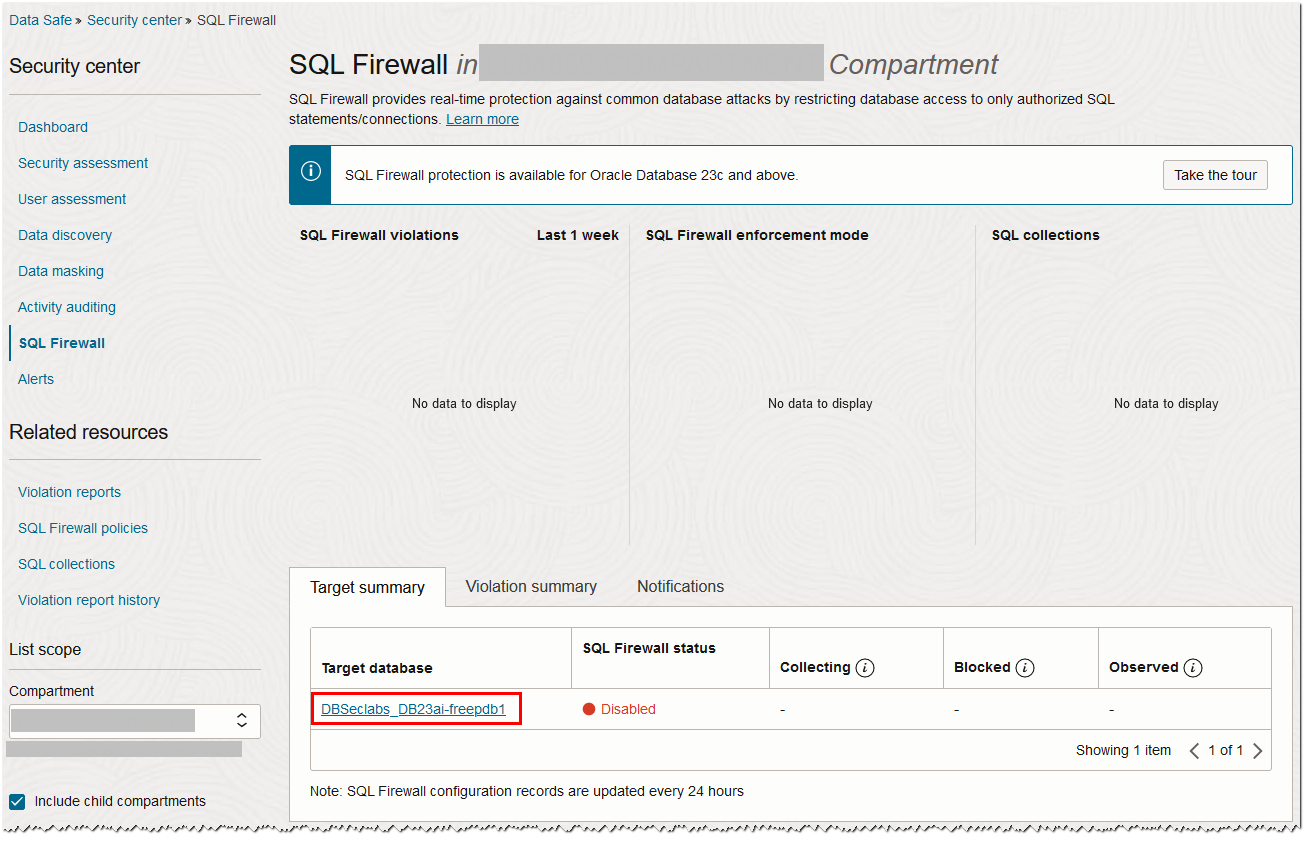 Data Safe » Security center » SQL Firewall
Security center
Dashboard
Security assessment
User assessment
Data discovery
Data masking
Activity auditing
SQL Firewall
Alerts
Related resources
Violation reports
SQL Firewall policies
SQL collections
Violation report history
List scope
Compartment
Include child compartments
SQL Firewall in Compartment
SQL Firewall provides real-time protection against common database attacks by restricting database access to only authorized SQL
statements/connections. Learn more
SQL Firewall protection is available for Oracle Database 23c and above.
Take the tour
SQL Firewall violations Last 1 week
No data to display
SQL Firewall enforcement mode
No data to display
SQL collections
No data to display
Target summary Violation summary Notifications
Target database SQL Firewall status Collecting Blocked Observed
DBSeclabs_DB23ai-freepdb1 Disabled - - -
Showing 1 item 1 of 1
Note: SQL Firewall configuration records are updated every 24 hours